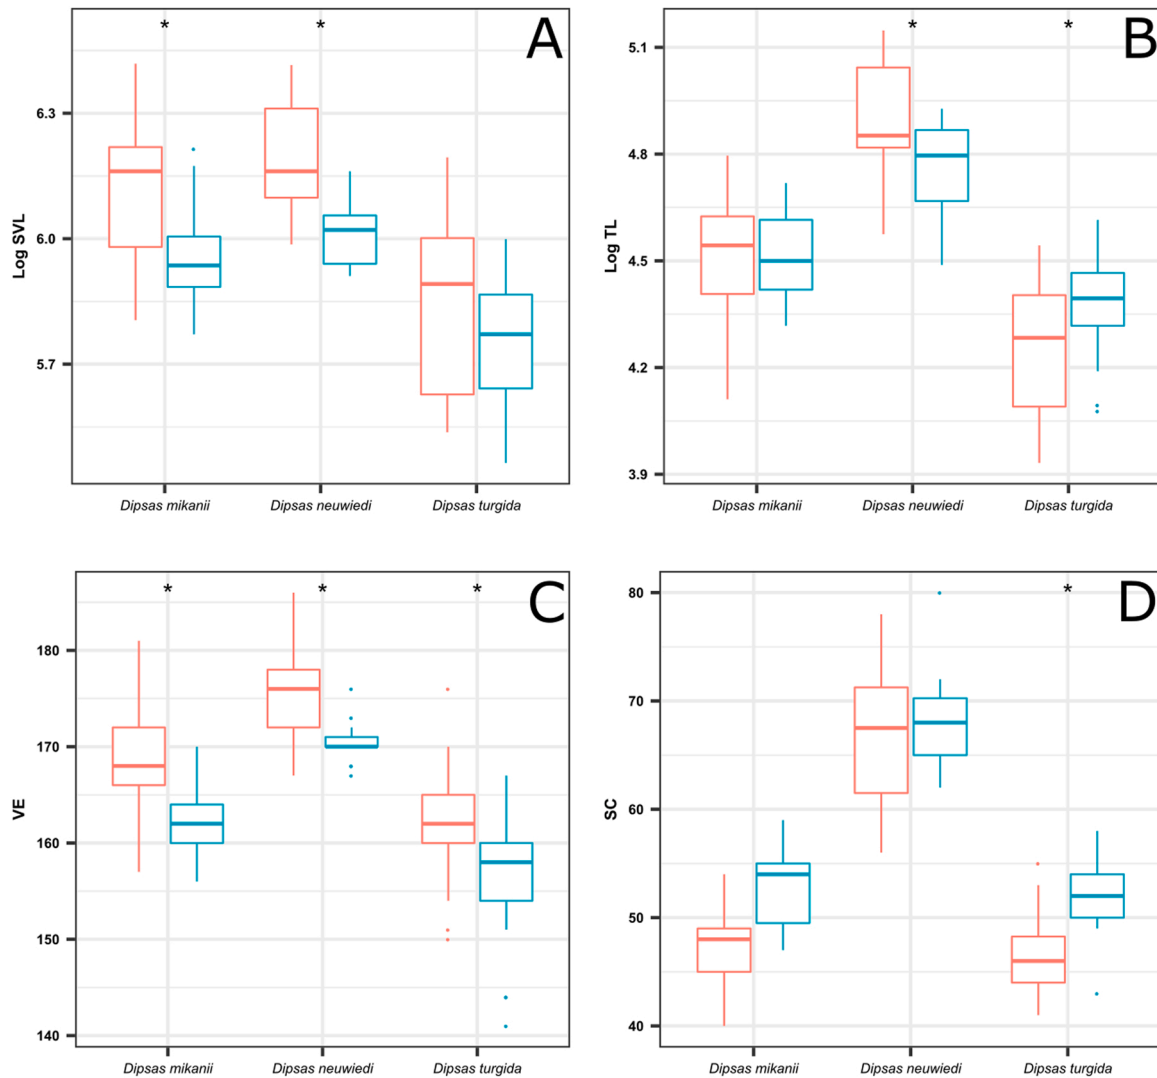 * * A
6.3
6.0
5.7
Log SVL
Dipsas mikanii Dipsas neuwiedi Dipsas turgida
* * B
5.1
4.8
4.5
4.2
3.9
Log TL
Dipsas mikanii Dipsas neuwiedi Dipsas turgida
* * * C
180
170
160
150
140
VE
Dipsas mikanii Dipsas neuwiedi Dipsas turgida
* D
80
70
60
50
40
SC
Dipsas mikanii Dipsas neuwiedi Dipsas turgida